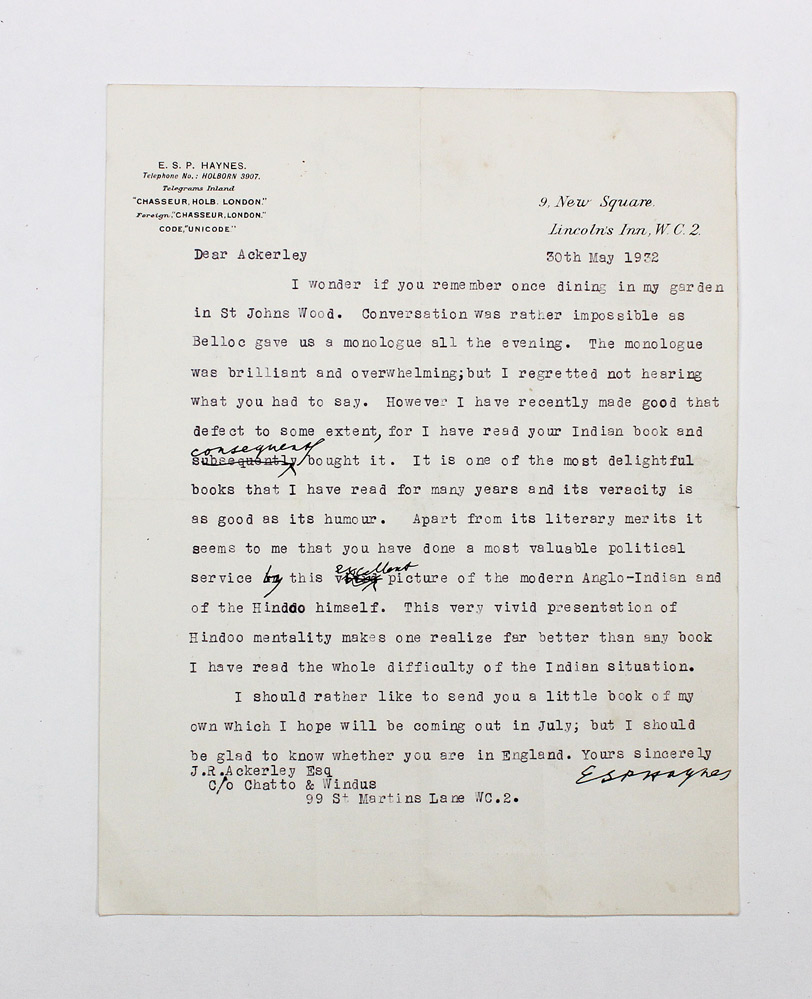 E. S. P. HAYNES.
Telephone No.: HOLBORN 3907.
Telegrams Inland
"CHASSEUR, HOLB. LONDON."
Foreign, "CHASSEUR, LONDON."
CODE, "UNICODE"
9, New Square.
Lincoln's Inn, W. C. 2.
Dear Ackerley
30th May 1932
I wonder if you remember once dining in my garden
in St Johns Wood. Conversation was rather impossible as
Belloc gave us a monologue all the evening. The monologue
was brilliant and overwhelming;but I regretted not hearing
what you had to say. However I have recently made good that
defect to some extent, for I have read your Indian book and
consequently
subsequently bought it. It is one of the most delightful
books that I have read for many years and its veracity is
as good as its humour. Apart from its literary merits it
seems to me that you have done a most valuable political
excellent
service by this picture of the modern Anglo-Indian and
of the Hindoo himself. This very vivid presentation of
Hindoo mentality makes one realize far better than any book
I have read the whole difficulty of the Indian situation.
I should rather like to send you a little book of my
own which I hope will be coming out in July; but I should
be glad to know whether you are in England. Yours sincerely
J.R.Ackerley Esq
ESPHaynes
C/o Chatto & Windus
99 St Martins Lane WC.2.